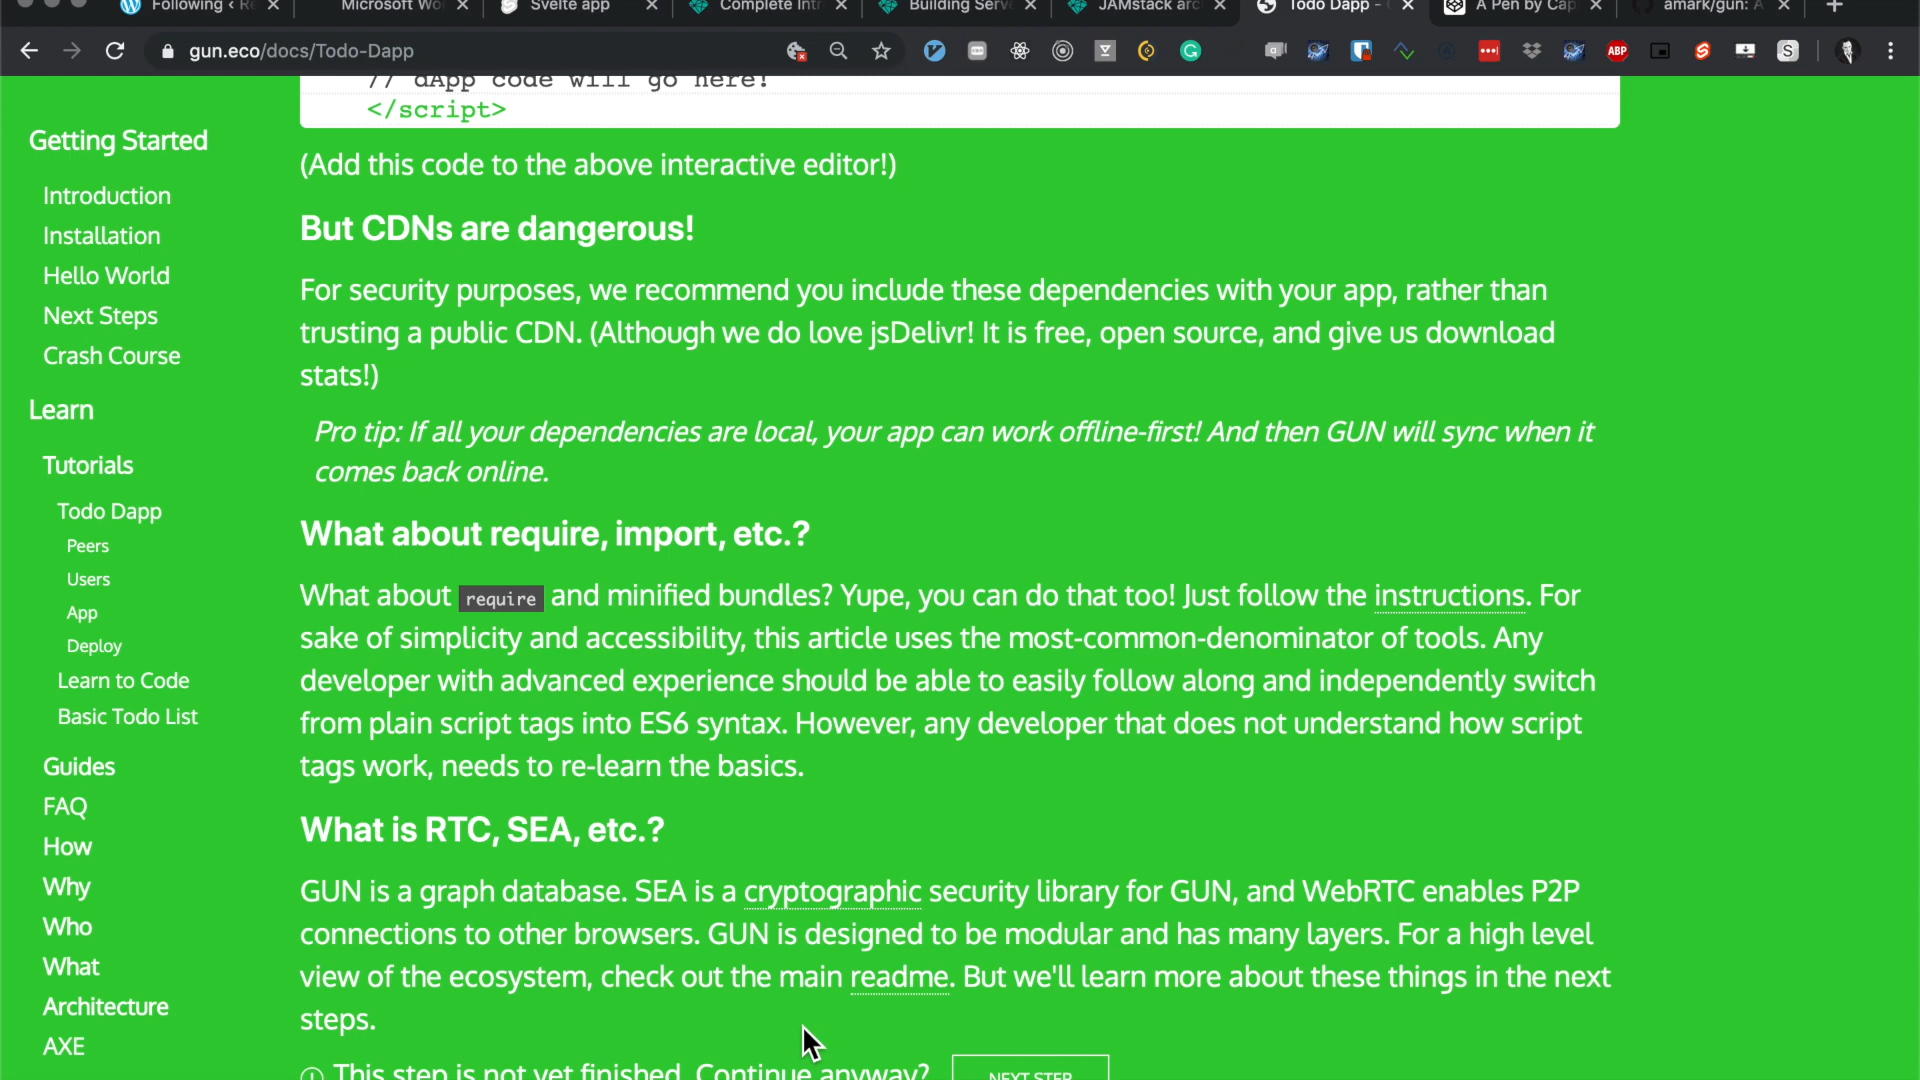 Following ‹ R
Microsoft Wo
Svelte app
Complete Intr
Building Serv
JAMstack arc
Todo Dapp -
A Pen by Cap
amark/gun: A
gun.eco/docs/Todo-Dapp
ABP
// dApp code will go here!
</script>
Getting Started
Introduction
Installation
Hello World
Next Steps
Crash Course
Learn
Tutorials
Todo Dapp
Peers
Users
App
Deploy
Learn to Code
Basic Todo List
Guides
FAQ
How
Why
Who
What
Architecture
AXE
(Add this code to the above interactive editor!)
But CDNs are dangerous!
For security purposes, we recommend you include these dependencies with your app, rather than
trusting a public CDN. (Although we do love jsDelivr! It is free, open source, and give us download
stats!)
Pro tip: If all your dependencies are local, your app can work offline-first! And then GUN will sync when it
comes back online.
What about require, import, etc.?
What about require and minified bundles? Yupe, you can do that too! Just follow the instructions. For
sake of simplicity and accessibility, this article uses the most-common-denominator of tools. Any
developer with advanced experience should be able to easily follow along and independently switch
from plain script tags into ES6 syntax. However, any developer that does not understand how script
tags work, needs to re-learn the basics.
What is RTC, SEA, etc.?
GUN is a graph database. SEA is a cryptographic security library for GUN, and WebRTC enables P2P
connections to other browsers. GUN is designed to be modular and has many layers. For a high level
view of the ecosystem, check out the main readme. But we'll learn more about these things in the next
steps.
This step is not yet finished. Continue anyway?
NEXT STEP